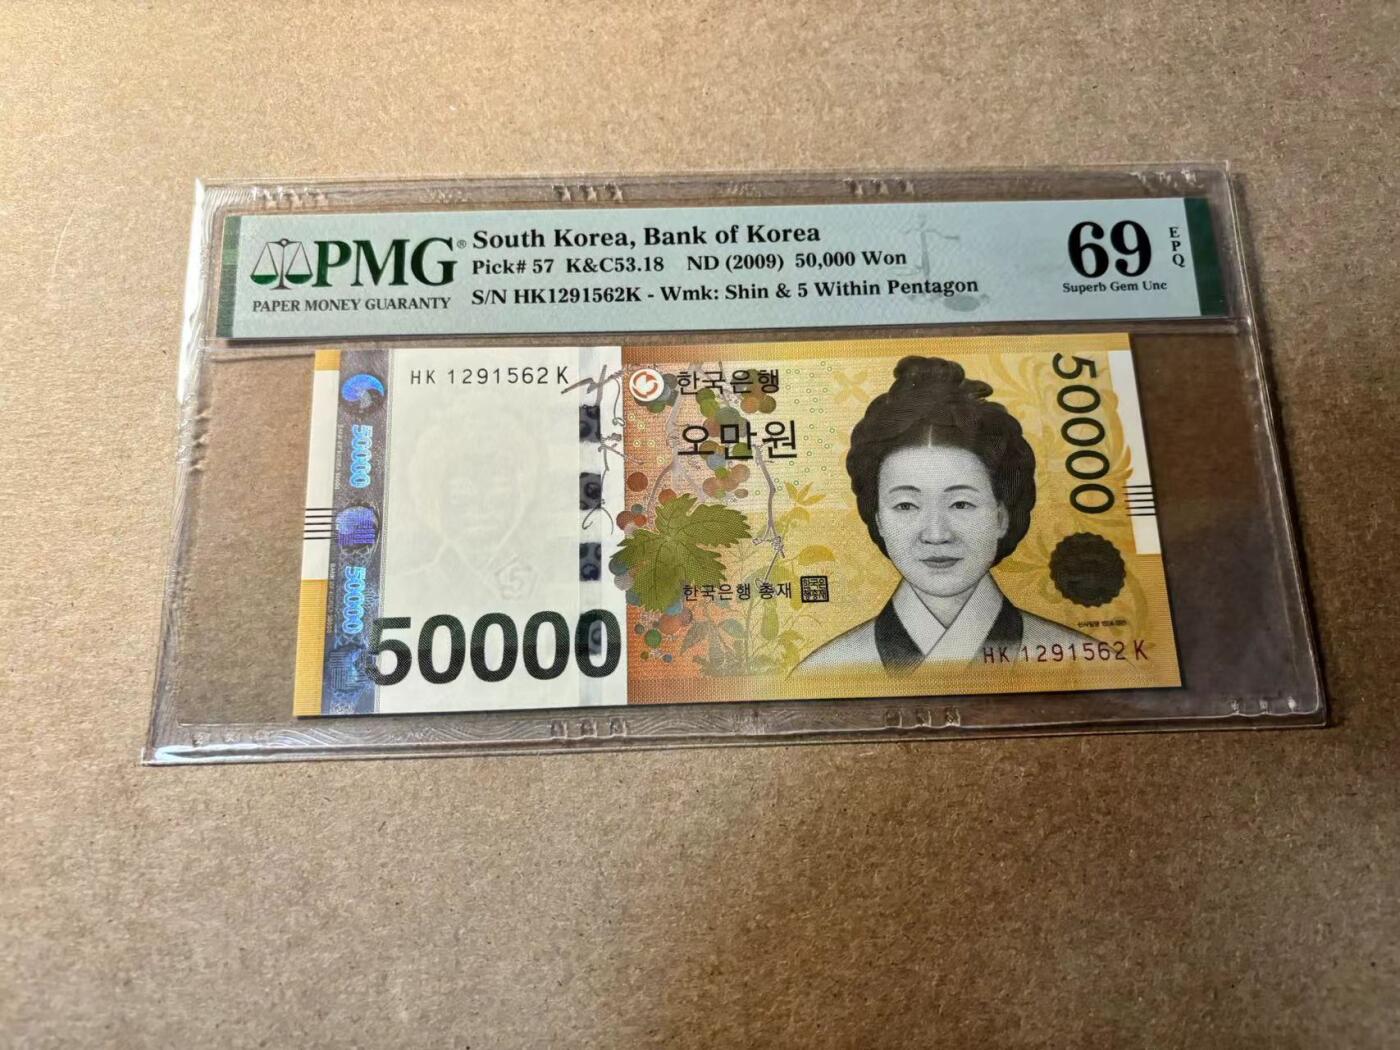 PMG®
PAPER MONEY GUARANTY
South Korea, Bank of Korea
Pick# 57 K&C53.18 ND (2009) 50,000 Won
S/N HK1291562K - Wmk: Shin & 5 Within Pentagon
69
EPQ
Superb Gem Unc
HK 1291562 K
한국은행
오만원
50000
50000
50000
한국은행 총재
50000
HK 1291562 K